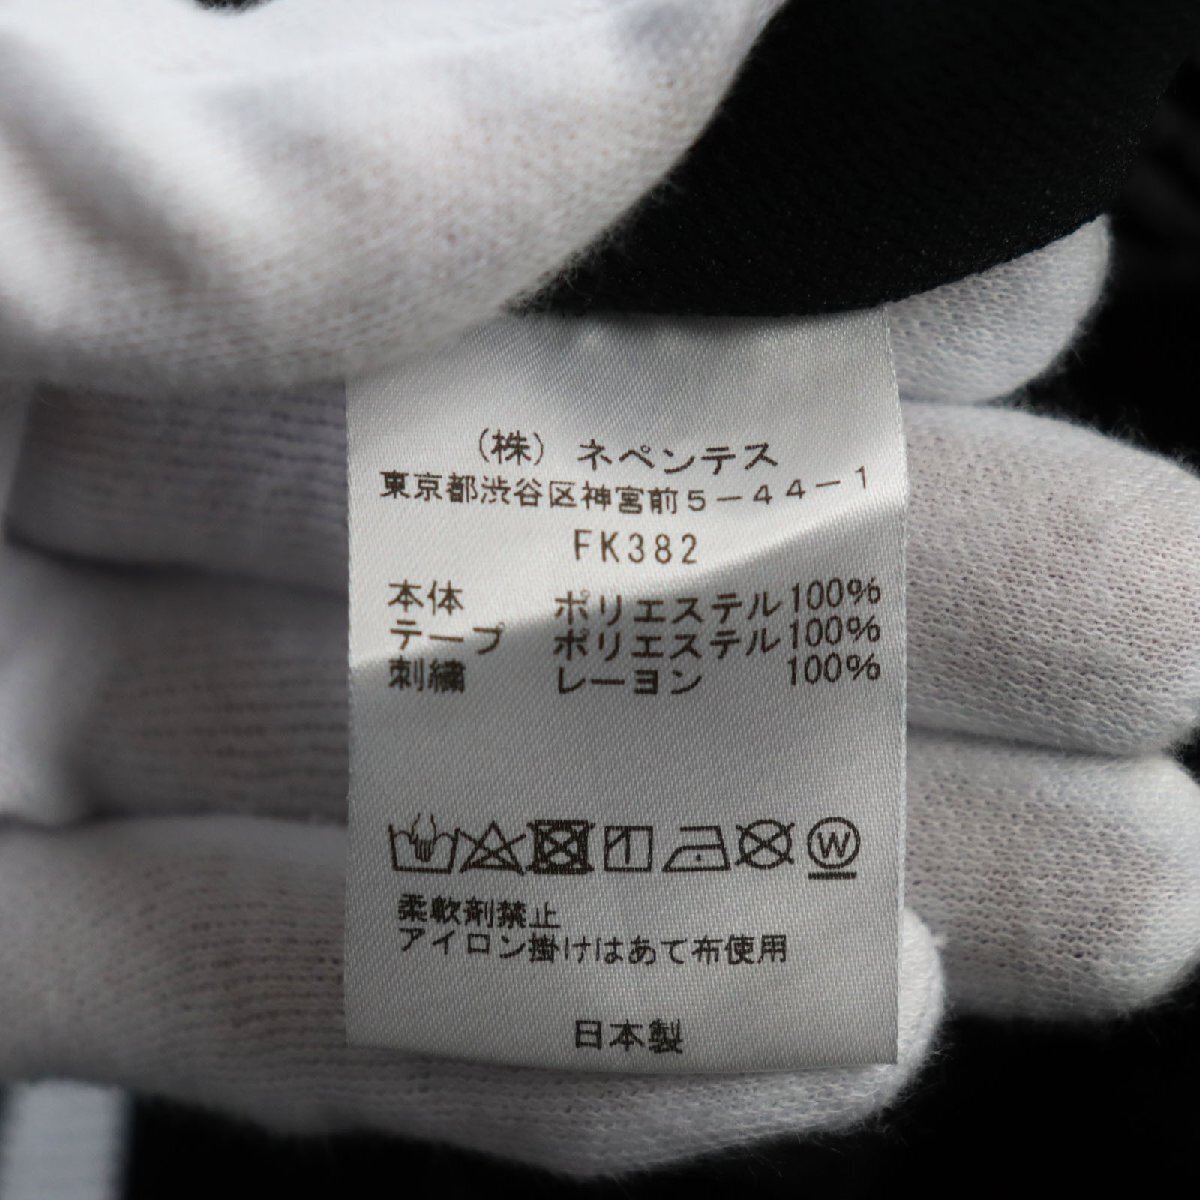 (株) ネペンテス
東京都渋谷区神宮前5-44-1
FK382
本体 ポリエステル100%
テープ ポリエステル100%
刺繍 レーヨン 100%
W
柔軟剤禁止
アイロン掛けはあて布使用
日本製